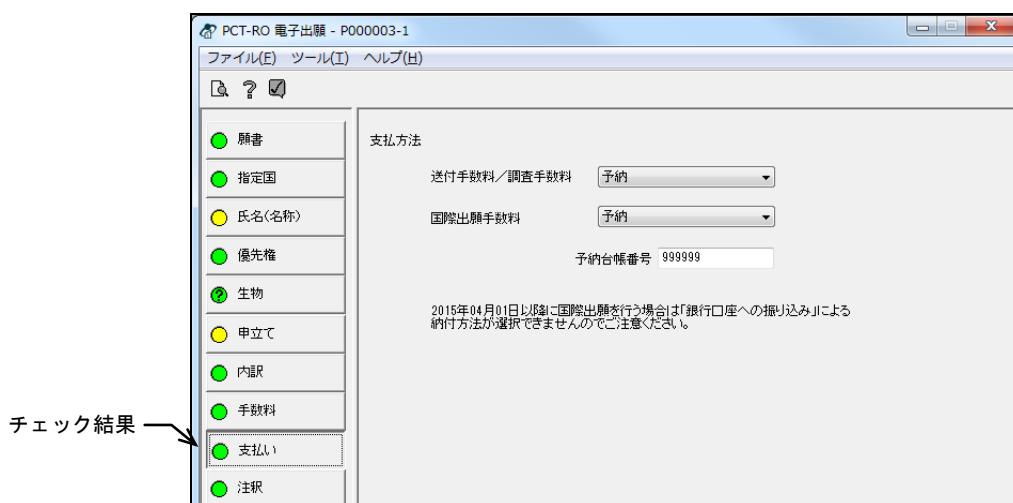 PCT-RO 電子出願 - P000003-1
ファイル(F) ツール(T) ヘルプ(H)
願書
指定国
氏名(名称)
優先権
生物
申立て
内訳
手数料
支払い
注釈
チェック結果
支払方法
送付手数料/調査手数料 予納
国際出願手数料 予納
予納台帳番号 999999
2015年04月01日以降に国際出願を行う場合は「銀行口座への振り込み」による
納付方法が選択できませんのでご注意ください。